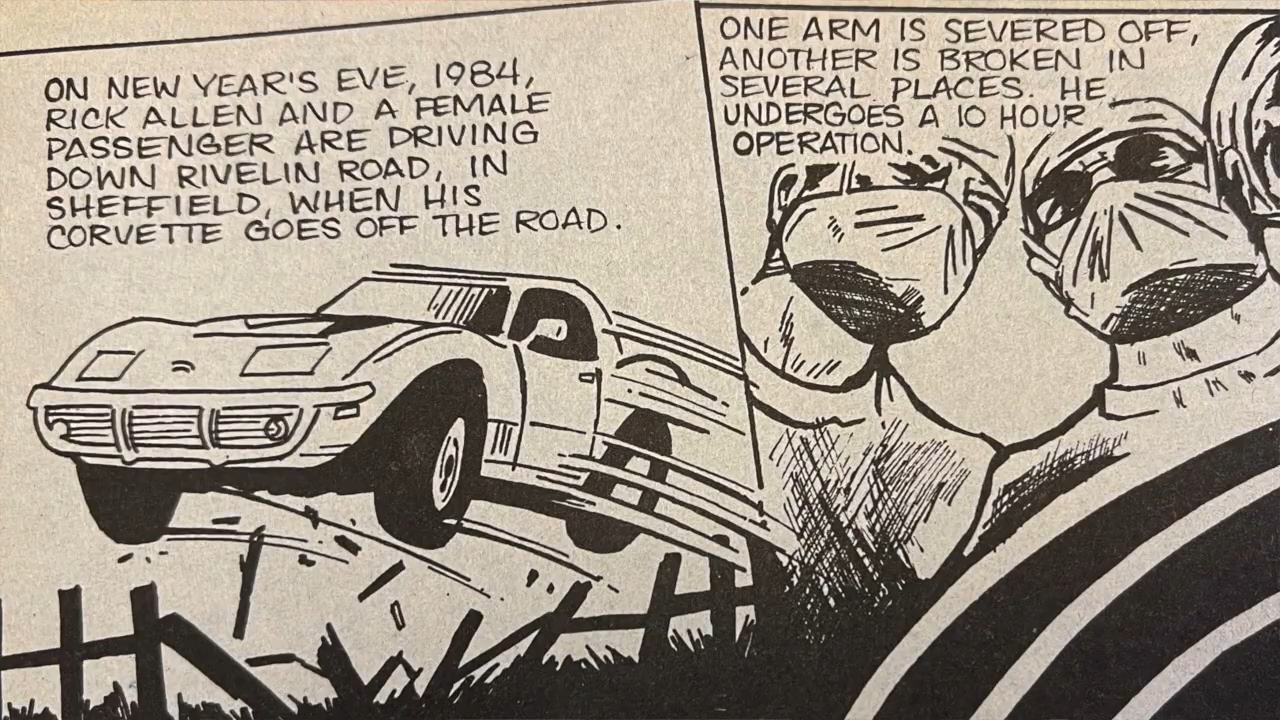 ON NEW YEAR'S EVE, 1984,
RICK ALLEN AND A FEMALE
PASSENGER ARE DRIVING
DOWN RIVELIN ROAD, IN
SHEFFIELD, WHEN HIS
CORVETTE GOES OFF THE ROAD.
ONE ARM IS SEVERED OFF,
ANOTHER IS BROKEN IN
SEVERAL PLACES. HE
UNDERGOES A 10 HOUR
OPERATION.